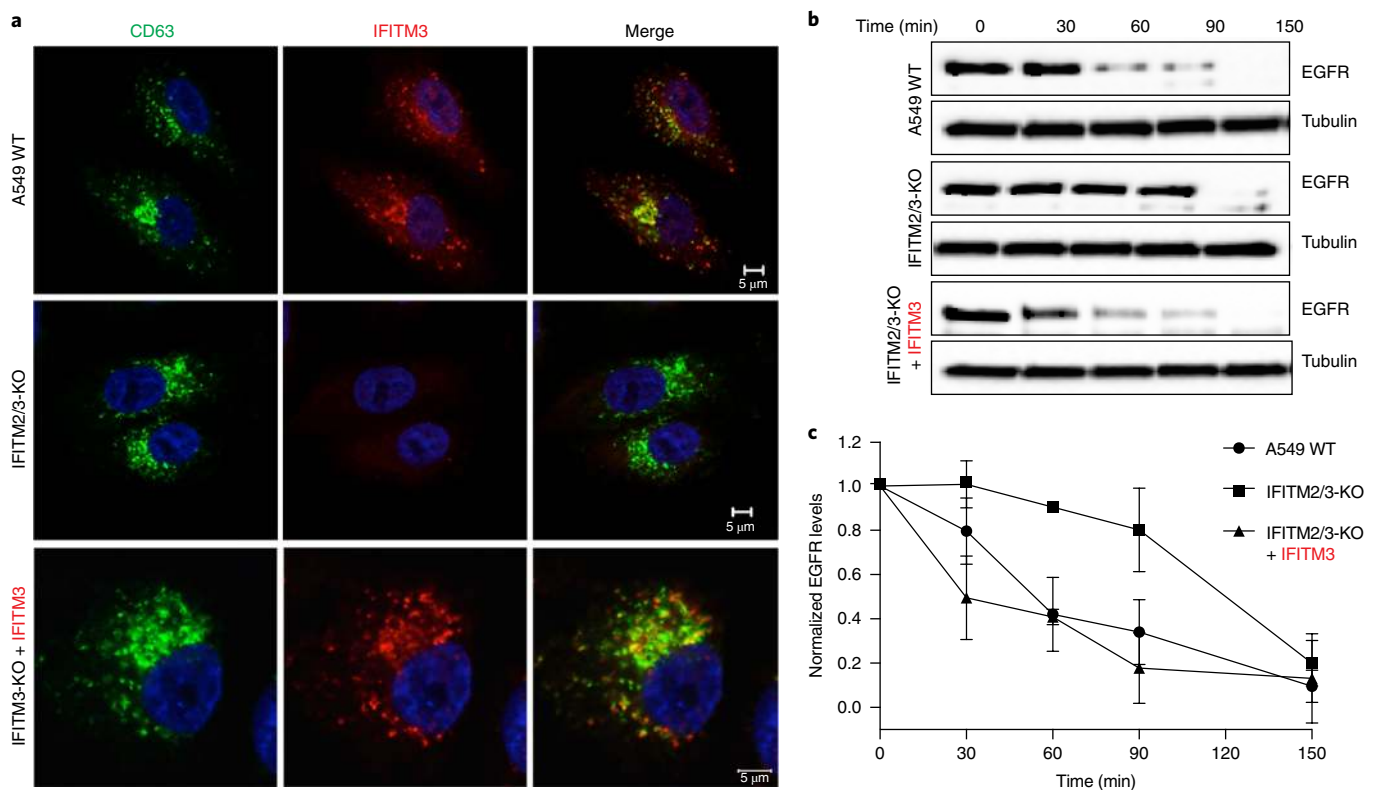 a
CD63
IFITM3
Merge
A549 WT
5 μm
IFITM2/3-KO
5 μm
IFITM3-KO + IFITM3
5 μm
b
Time (min) 0 30 60 90 150
A549 WT
EGFR
Tubulin
IFITM2/3-KO
EGFR
Tubulin
IFITM2/3-KO
+ IFITM3
EGFR
Tubulin
c
Normalized EGFR levels
1.2
1.0
0.8
0.6
0.4
0.2
0.0
0 30 60 90 120 150
Time (min)
A549 WT
IFITM2/3-KO
IFITM2/3-KO
+ IFITM3